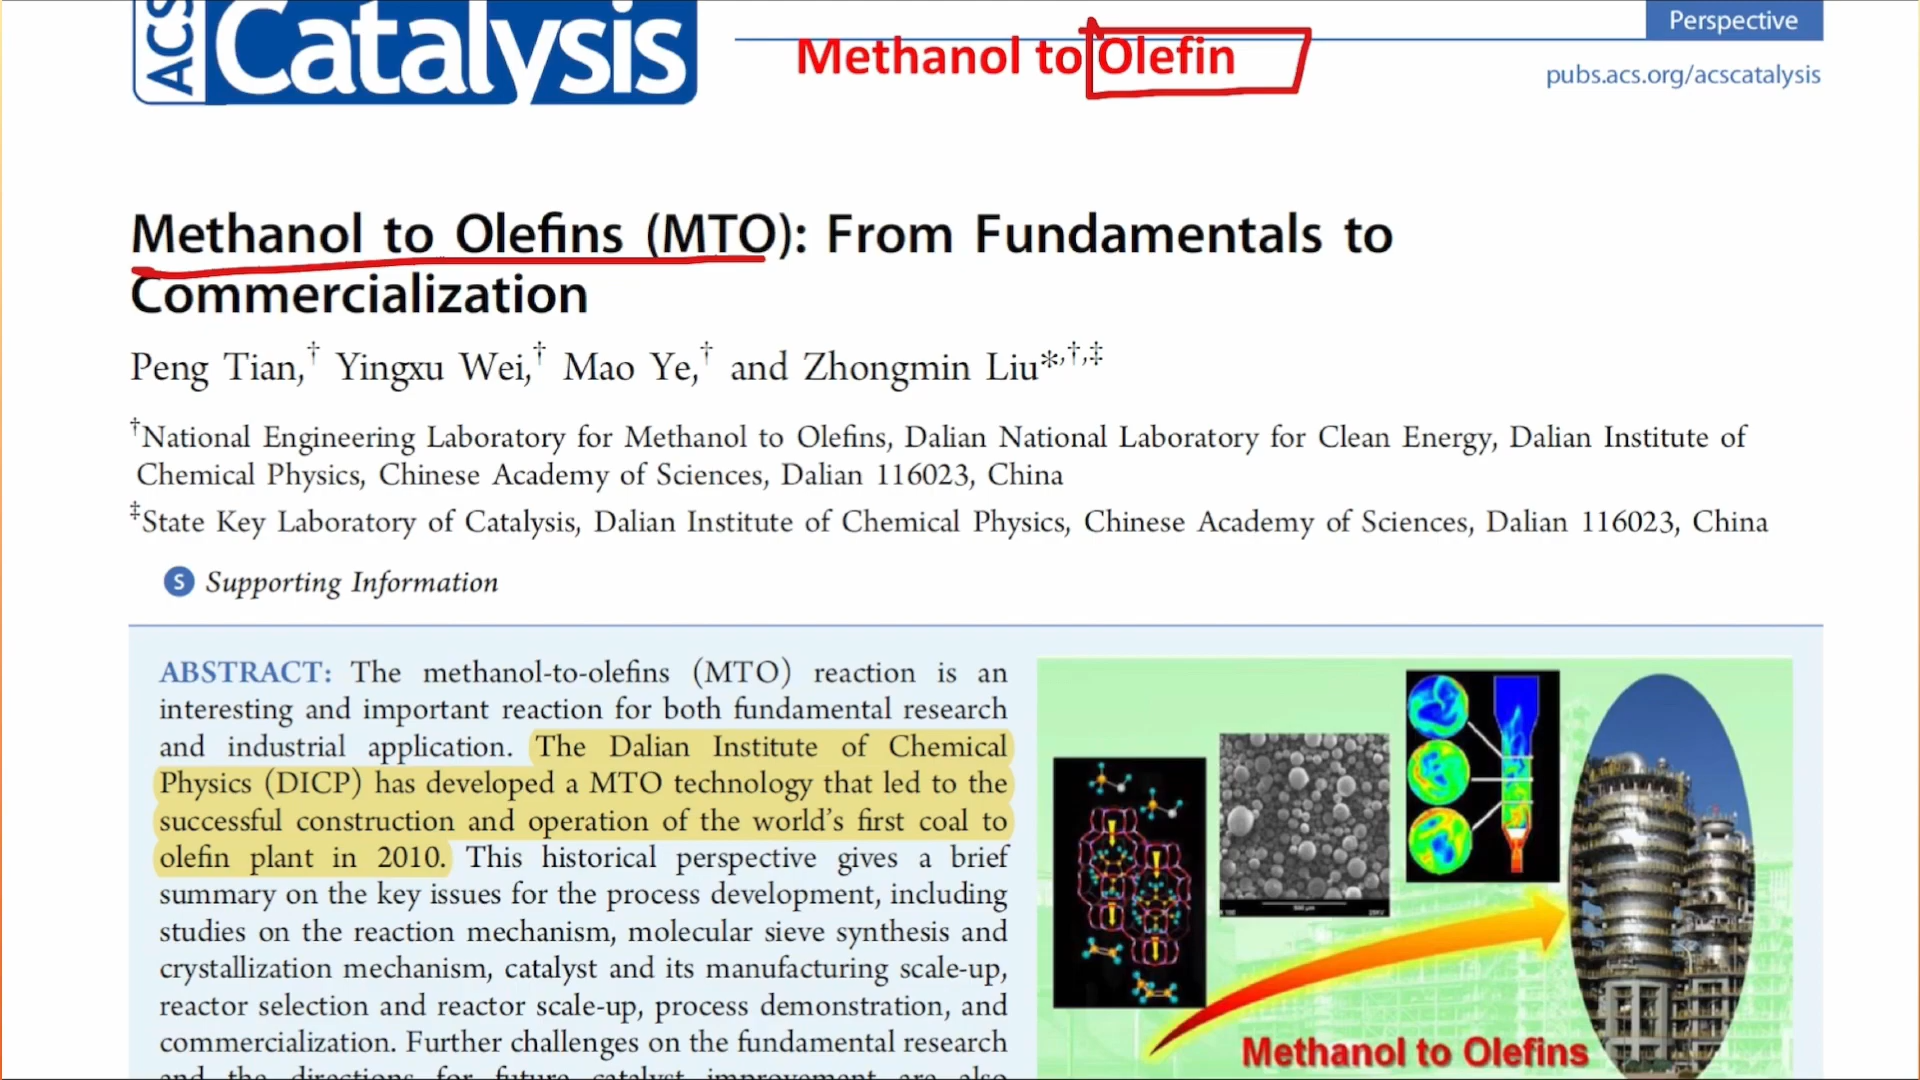 ACS
Catalysis
Methanol to Olefin
Perspective
pubs.acs.org/acscatalysis
Methanol to Olefins (MTO): From Fundamentals to
Commercialization
Peng Tian,† Yingxu Wei,† Mao Ye,† and Zhongmin Liu*,†,‡
†National Engineering Laboratory for Methanol to Olefins, Dalian National Laboratory for Clean Energy, Dalian Institute of
Chemical Physics, Chinese Academy of Sciences, Dalian 116023, China
‡State Key Laboratory of Catalysis, Dalian Institute of Chemical Physics, Chinese Academy of Sciences, Dalian 116023, China
S Supporting Information
ABSTRACT: The methanol-to-olefins (MTO) reaction is an
interesting and important reaction for both fundamental research
and industrial application. The Dalian Institute of Chemical
Physics (DICP) has developed a MTO technology that led to the
successful construction and operation of the world's first coal to
olefin plant in 2010. This historical perspective gives a brief
summary on the key issues for the process development, including
studies on the reaction mechanism, molecular sieve synthesis and
crystallization mechanism, catalyst and its manufacturing scale-up,
reactor selection and reactor scale-up, process demonstration, and
commercialization. Further challenges on the fundamental research
and the directions for future catalyst improvement are also
Methanol to Olefins